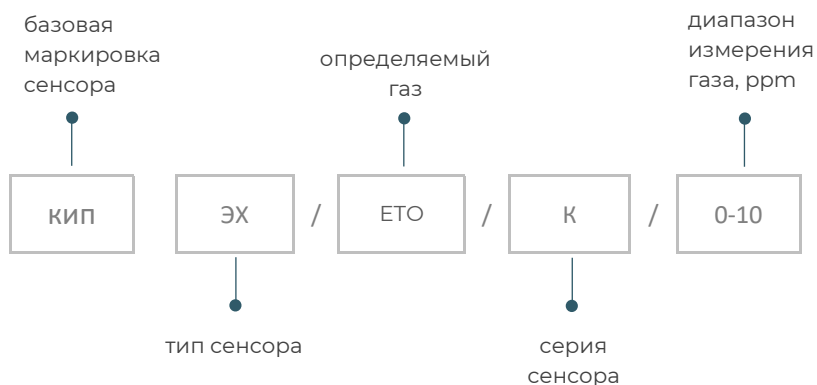 базовая
маркировка
сенсора
определяемый
газ
диапазон
измерения
газа, ppm
кип ЭХ / ETO / К / 0-10
тип сенсора
серия
сенсора